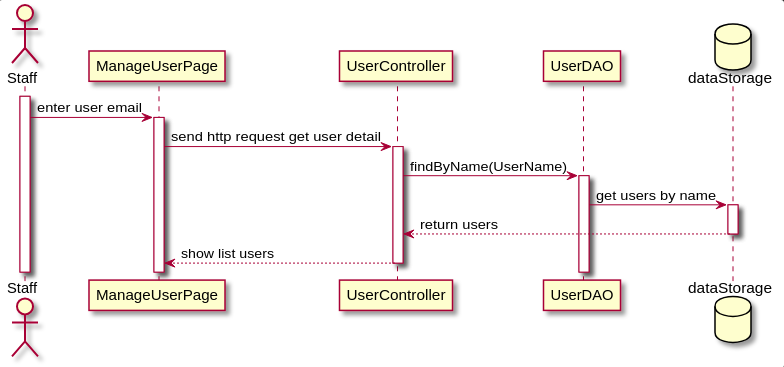 Staff
ManageUserPage
UserController
UserDAO
dataStorage
enter user email
send http request get user detail
findByName(UserName)
get users by name
return users
show list users
Staff
ManageUserPage
UserController
UserDAO
dataStorage